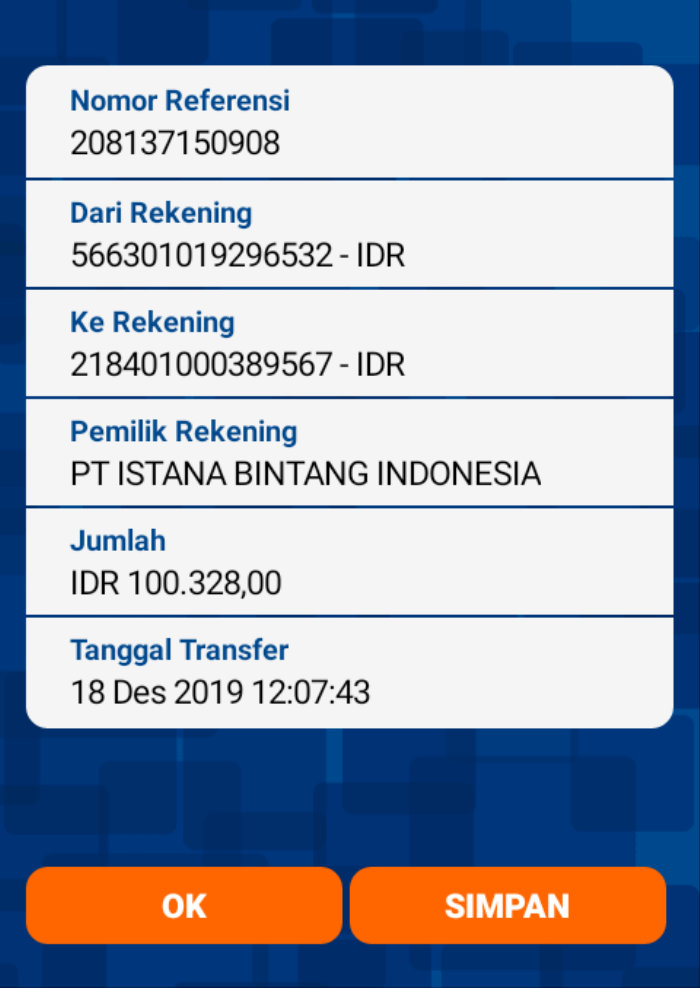 Nomor Referensi
208137150908
Dari Rekening
566301019296532 - IDR
Ke Rekening
218401000389567 - IDR
Pemilik Rekening
PT ISTANA BINTANG INDONESIA
Jumlah
IDR 100.328,00
Tanggal Transfer
18 Des 2019 12:07:43
OK
SIMPAN